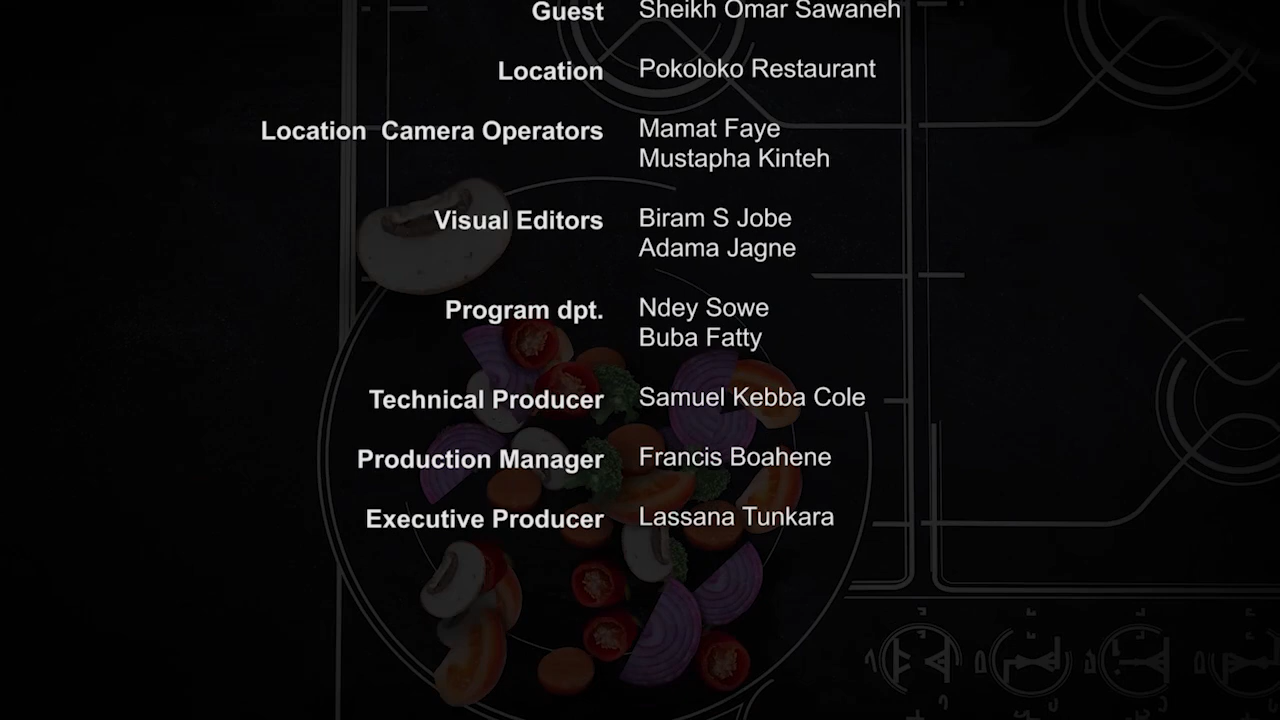 Guest Sheikh Omar Sawaneh
Location Pokoloko Restaurant
Location Camera Operators Mamat Faye
Mustapha Kinteh
Visual Editors Biram S Jobe
Adama Jagne
Program dpt. Ndey Sowe
Buba Fatty
Technical Producer Samuel Kebba Cole
Production Manager Francis Boahene
Executive Producer Lassana Tunkara